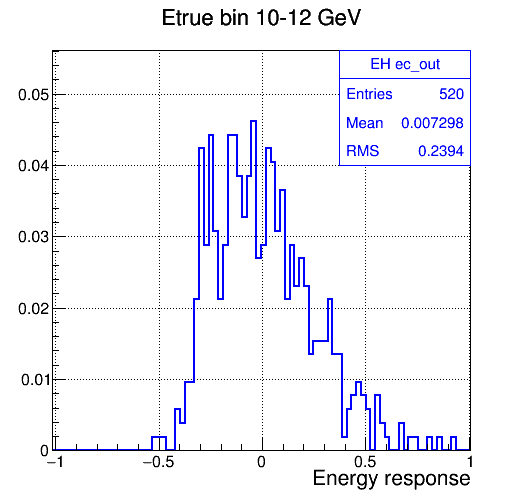 Etrue bin 10-12 GeV
EH ec_out
Entries 520
Mean 0.007298
RMS 0.2394
0.05
0.04
0.03
0.02
0.01
0
−1 −0.5 0 0.5 1
Energy response